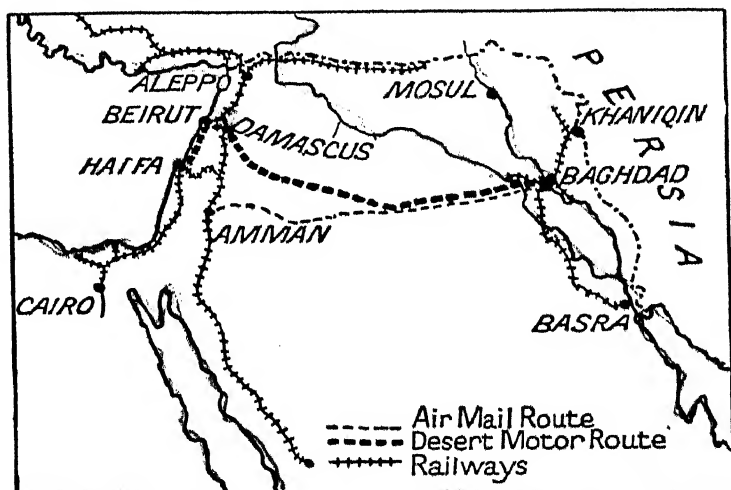 ALEPPO
MOSUL
PERSIA
BEIRUT
KHANIQIN
DAMASCUS
HAIFA
BAGHDAD
AMMAN
CAIRO
BASRA
Air Mail Route
Desert Motor Route
Railways